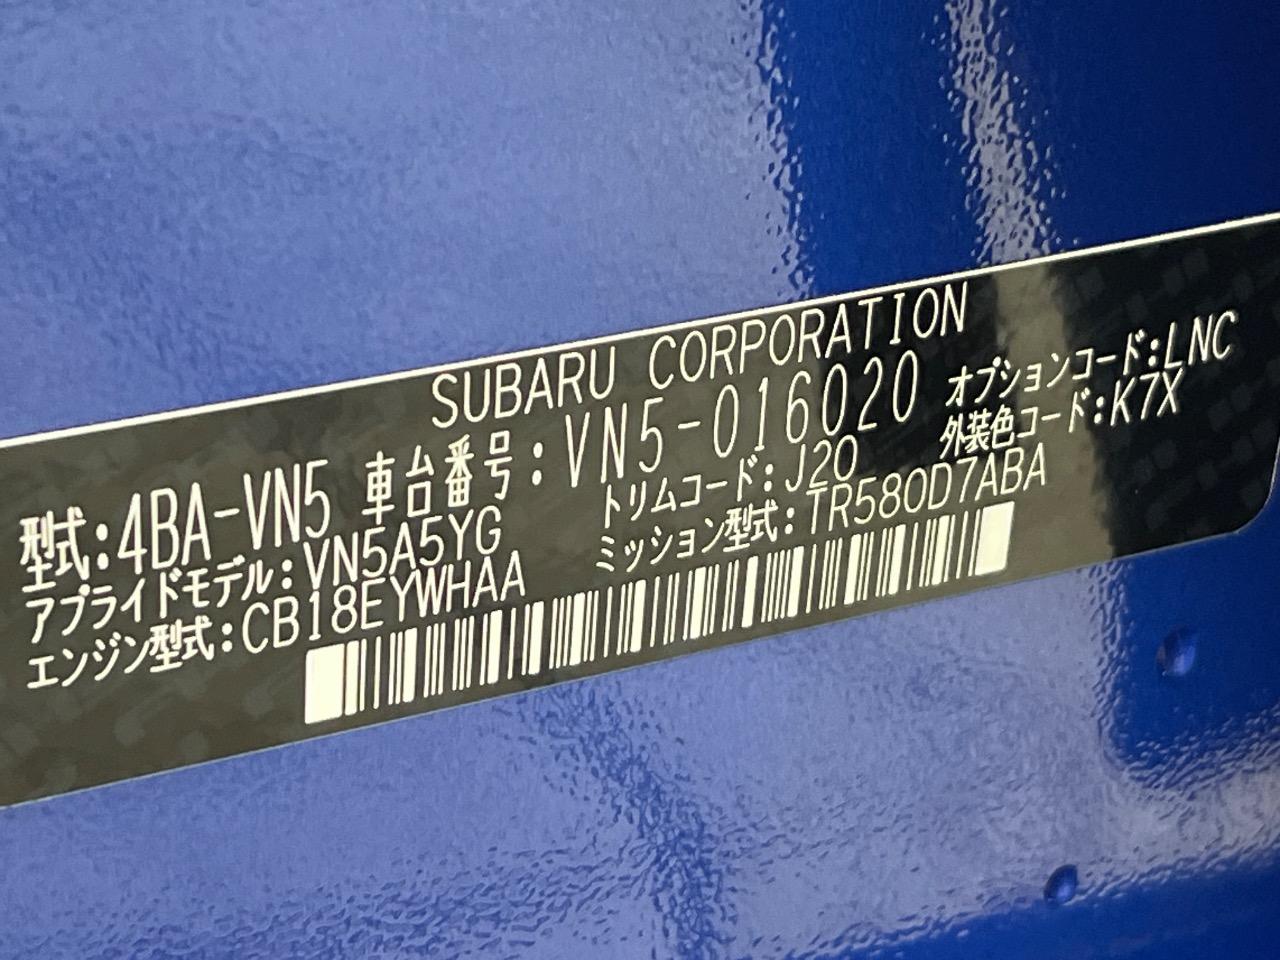 SUBARU CORPORATION
型式:4BA-VN5 車台番号:VN5-016020 オプションコード:LNC
アプライドモデル:VN5A5YG トリムコード:J20 外装色コード:K7X
エンジン型式:CB18EYWHAA ミッション型式:TR580D7ABA